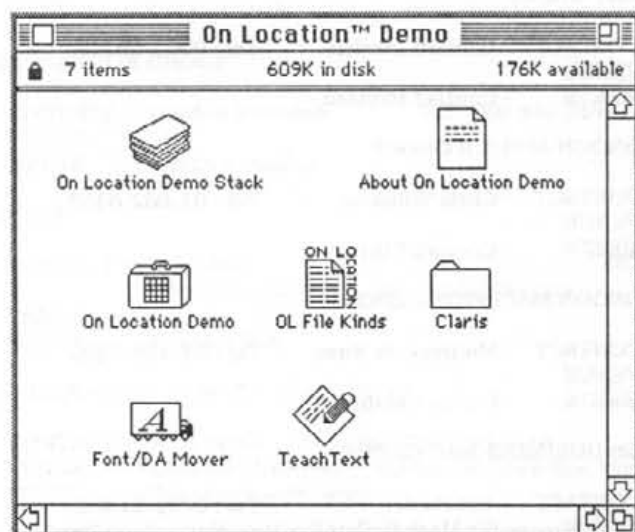 On Location™ Demo
7 items 609K in disk 176K available
On Location Demo Stack About On Location Demo
ON LOCATION
On Location Demo OL File Kinds Claris
A
Font/DA Mover TeachText